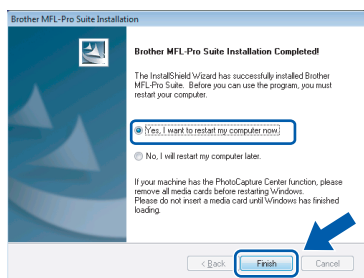 Brother MFL-Pro Suite Installation
Brother MFL-Pro Suite Installation Completed!
The InstallShield Wizard has successfully installed Brother
MFL-Pro Suite. Before you can use the program, you must
restart your computer.
Yes, I want to restart my computer now.
No, I will restart my computer later.
If your machine has the PhotoCapture Center function, please
remove all media cards before restarting Windows.
Please do not insert a media card until Windows has finished
loading.
< Back Finish Cancel